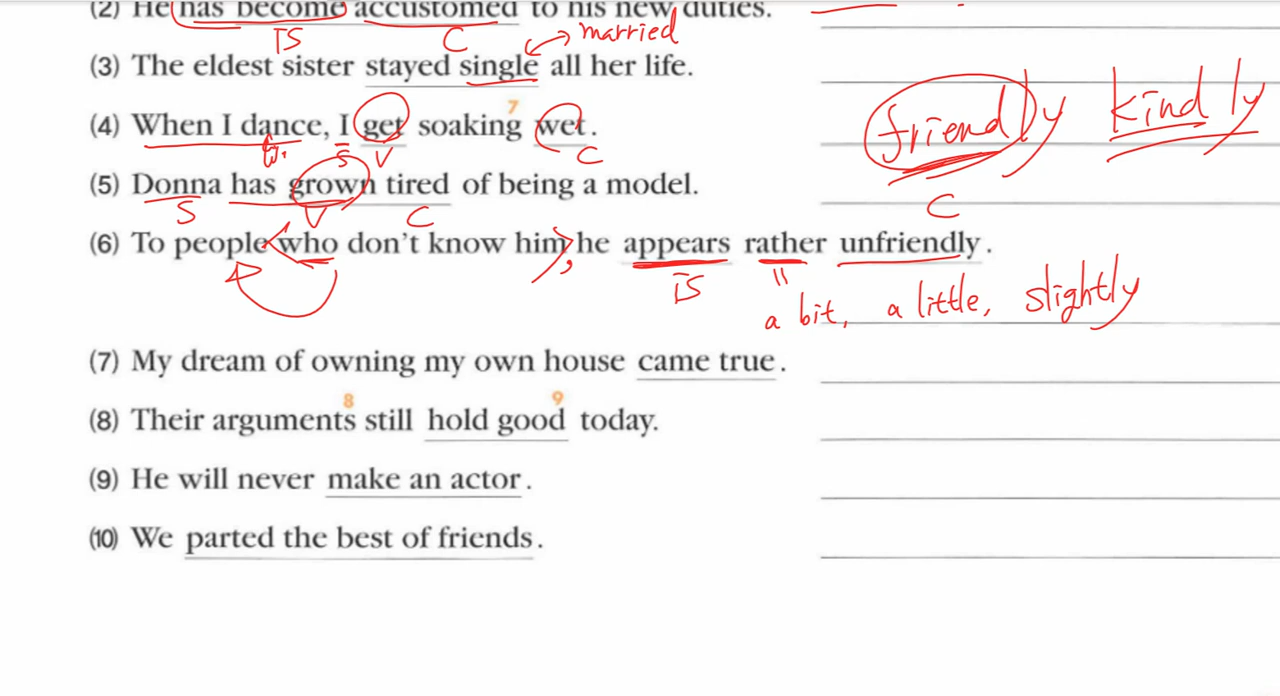 (2) He has become accustomed to his new duties.
IS C married
(3) The eldest sister stayed single all her life.
friendly kindly
7
(4) When I dance, I get soaking wet.
S V C
(5) Donna has grown tired of being a model.
S V C C
(6) To people who don't know him, he appears rather unfriendly.
is
a bit, a little, slightly
(7) My dream of owning my own house came true.
8 9
(8) Their arguments still hold good today.
(9) He will never make an actor.
(10) We parted the best of friends.